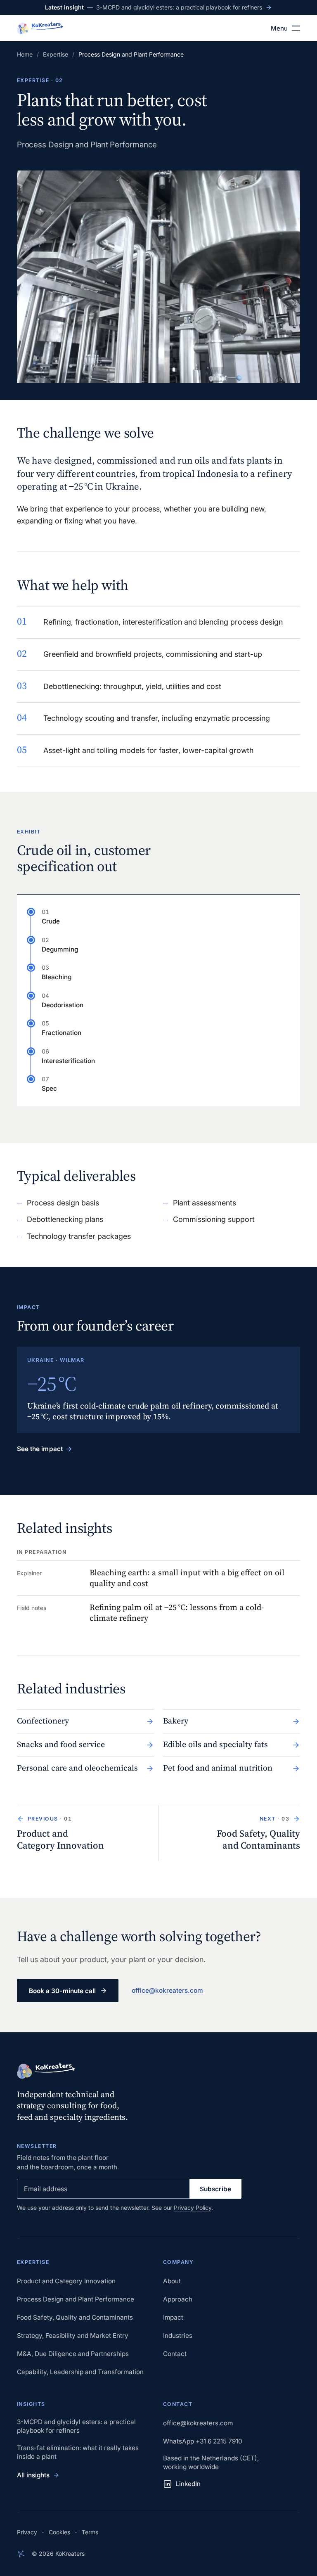 Latest insight — 3-MCPD and glycidyl esters: a practical playbook for refiners →
KoKreaters
Menu
Home / Expertise / Process Design and Plant Performance
EXPERTISE · 02
Plants that run better, cost
less and grow with you.
Process Design and Plant Performance
The challenge we solve
We have designed, commissioned and run oils and fats plants in
four very different countries, from tropical Indonesia to a refinery
operating at −25 °C in Ukraine.
We bring that experience to your process, whether you are building new,
expanding or fixing what you have.
What we help with
01 Refining, fractionation, interesterification and blending process design
02 Greenfield and brownfield projects, commissioning and start-up
03 Debottlenecking: throughput, yield, utilities and cost
04 Technology scouting and transfer, including enzymatic processing
05 Asset-light and tolling models for faster, lower-capital growth
EXHIBIT
Crude oil in, customer
specification out
01
Crude
02
Degumming
03
Bleaching
04
Deodorisation
05
Fractionation
06
Interesterification
07
Spec
Typical deliverables
— Process design basis
— Plant assessments
— Debottlenecking plans
— Commissioning support
— Technology transfer packages
IMPACT
From our founder’s career
UKRAINE · WILMAR
−25 °C
Ukraine’s first cold-climate crude palm oil refinery, commissioned at
−25 °C, cost structure improved by 15%.
See the impact →
Related insights
IN PREPARATION
Explainer
Bleaching earth: a small input with a big effect on oil
quality and cost
Field notes
Refining palm oil at −25 °C: lessons from a cold-
climate refinery
Related industries
Confectionery →
Bakery →
Snacks and food service →
Edible oils and specialty fats →
Personal care and oleochemicals →
Pet food and animal nutrition →
← PREVIOUS · 01
Product and
Category Innovation
NEXT · 03 →
Food Safety, Quality
and Contaminants
Have a challenge worth solving together?
Tell us about your product, your plant or your decision.
Book a 30-minute call →
office@kokreaters.com
KoKreaters
Independent technical and
strategy consulting for food,
feed and specialty ingredients.
NEWSLETTER
Field notes from the plant floor
and the boardroom, once a month.
Email address
Subscribe
We use your address only to send the newsletter. See our Privacy Policy.
EXPERTISE
Product and Category Innovation
Process Design and Plant Performance
Food Safety, Quality and Contaminants
Strategy, Feasibility and Market Entry
M&A, Due Diligence and Partnerships
Capability, Leadership and Transformation
COMPANY
About
Approach
Impact
Industries
Contact
INSIGHTS
3-MCPD and glycidyl esters: a practical
playbook for refiners
Trans-fat elimination: what it really takes
inside a plant
All insights →
CONTACT
office@kokreaters.com
WhatsApp +31 6 2215 7910
Based in the Netherlands (CET),
working worldwide
LinkedIn
Privacy · Cookies · Terms
© 2026 KoKreaters